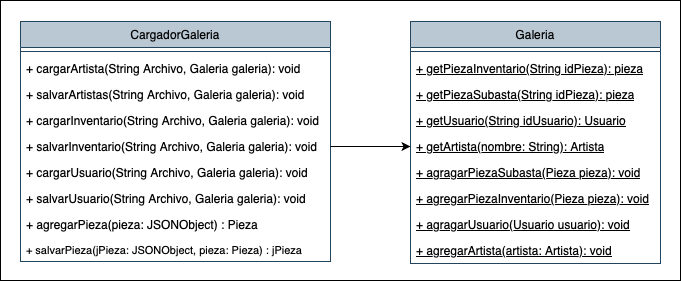 CargadorGaleria
+ cargarArtista(String Archivo, Galeria galeria): void
+ salvarArtistas(String Archivo, Galeria galeria): void
+ cargarInventario(String Archivo, Galeria galeria): void
+ salvarInventario(String Archivo, Galeria galeria): void
+ cargarUsuario(String Archivo, Galeria galeria): void
+ salvarUsuario(String Archivo, Galeria galeria): void
+ agregarPieza(pieza: JSONObject) : Pieza
+ salvarPieza(jPieza: JSONObject, pieza: Pieza) : jPieza
Galeria
+ getPiezaInventario(String idPieza): pieza
+ getPiezaSubasta(String idPieza): pieza
+ getUsuario(String idUsuario): Usuario
+ getArtista(nombre: String): Artista
+ agragarPiezaSubasta(Pieza pieza): void
+ agregarPiezaInventario(Pieza pieza): void
+ agragarUsuario(Usuario usuario): void
+ agregarArtista(artista: Artista): void